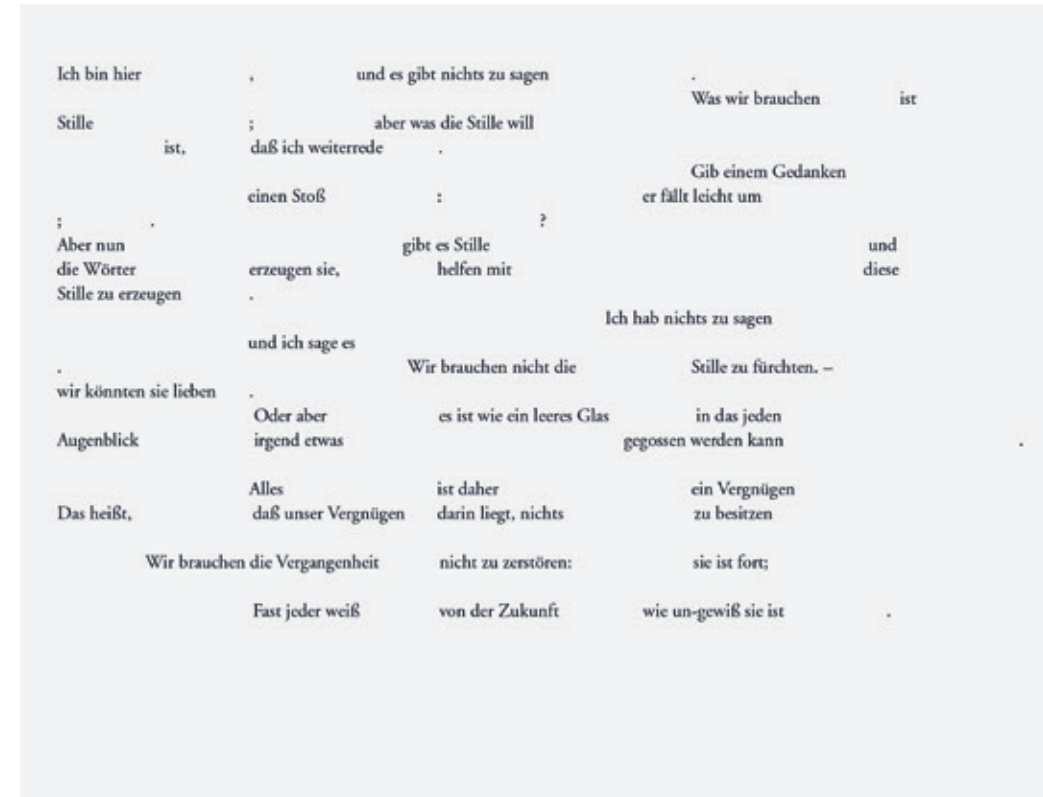 Ich bin hier , und es gibt nichts zu sagen .
Was wir brauchen ist
Stille ; aber was die Stille will
ist, daß ich weiterrede .
Gib einem Gedanken
einen Stoß : er fällt leicht um
; . ?
Aber nun gibt es Stille und
die Wörter erzeugen sie, helfen mit diese
Stille zu erzeugen .
Ich hab nichts zu sagen
und ich sage es
. Wir brauchen nicht die Stille zu fürchten. –
wir könnten sie lieben .
Oder aber es ist wie ein leeres Glas in das jeden
Augenblick irgend etwas gegossen werden kann .
Alles ist daher ein Vergnügen
Das heißt, daß unser Vergnügen darin liegt, nichts zu besitzen
Wir brauchen die Vergangenheit nicht zu zerstören: sie ist fort;
Fast jeder weiß von der Zukunft wie un-gewiß sie ist .